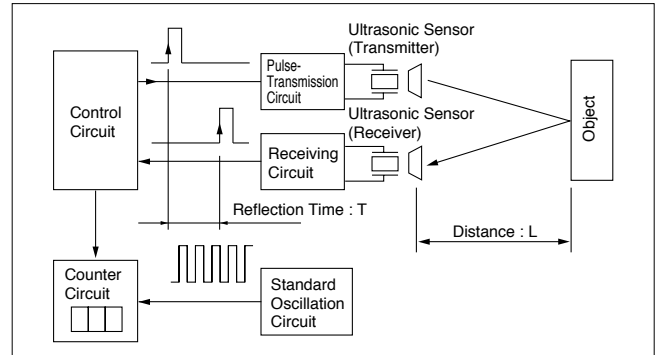 Ultrasonic Sensor
(Transmitter)
Pulse-
Transmission
Circuit
Control
Circuit
Ultrasonic Sensor
(Receiver)
Object
Receiving
Circuit
Reflection Time : T
Distance : L
Counter
Circuit
Standard
Oscillation
Circuit